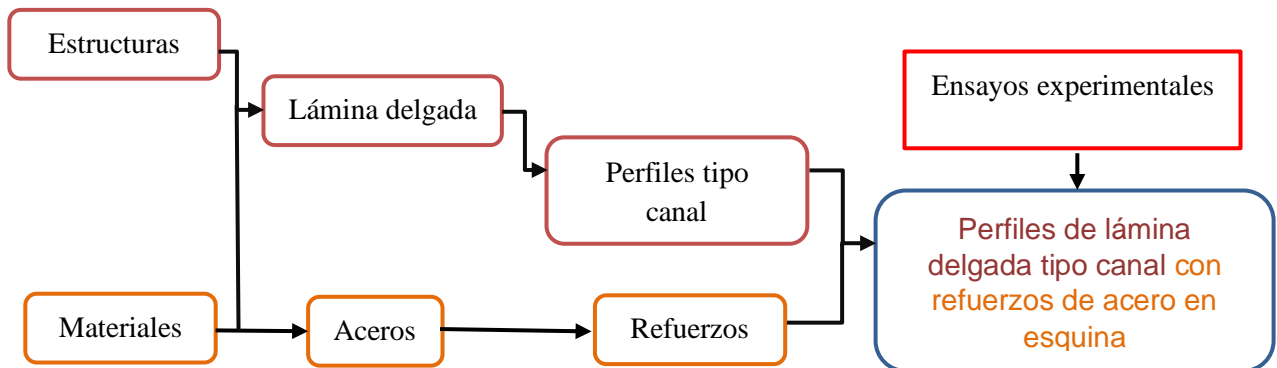 Estructuras
Lámina delgada
Ensayos experimentales
Perfiles tipo
canal
Perfiles de lámina
delgada tipo canal con
refuerzos de acero en
esquina
Materiales
Aceros
Refuerzos